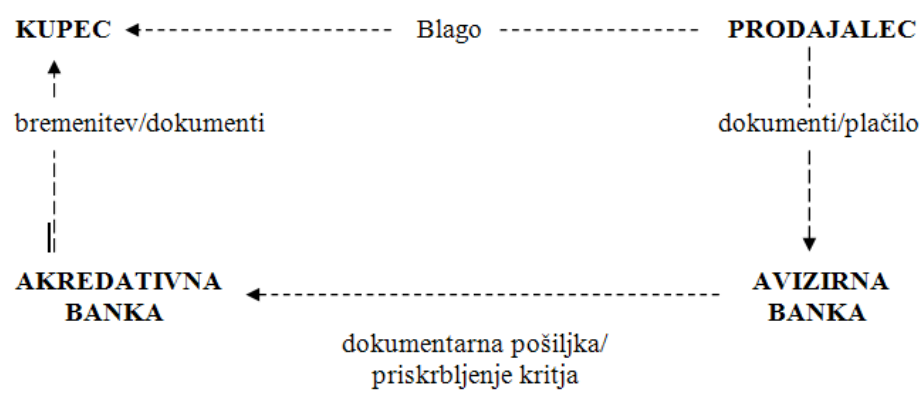 KUPEC Blago PRODAJALEC
bremenitev/dokumenti dokumenti/plačilo
AKREDATIVNA BANKA
AVIZIRNA BANKA
dokumentarna pošiljka/
priskrbljenje kritja